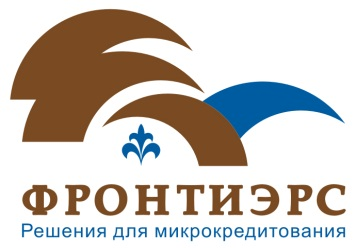 ФРОНТИЭРС
Решения для микрокредитования